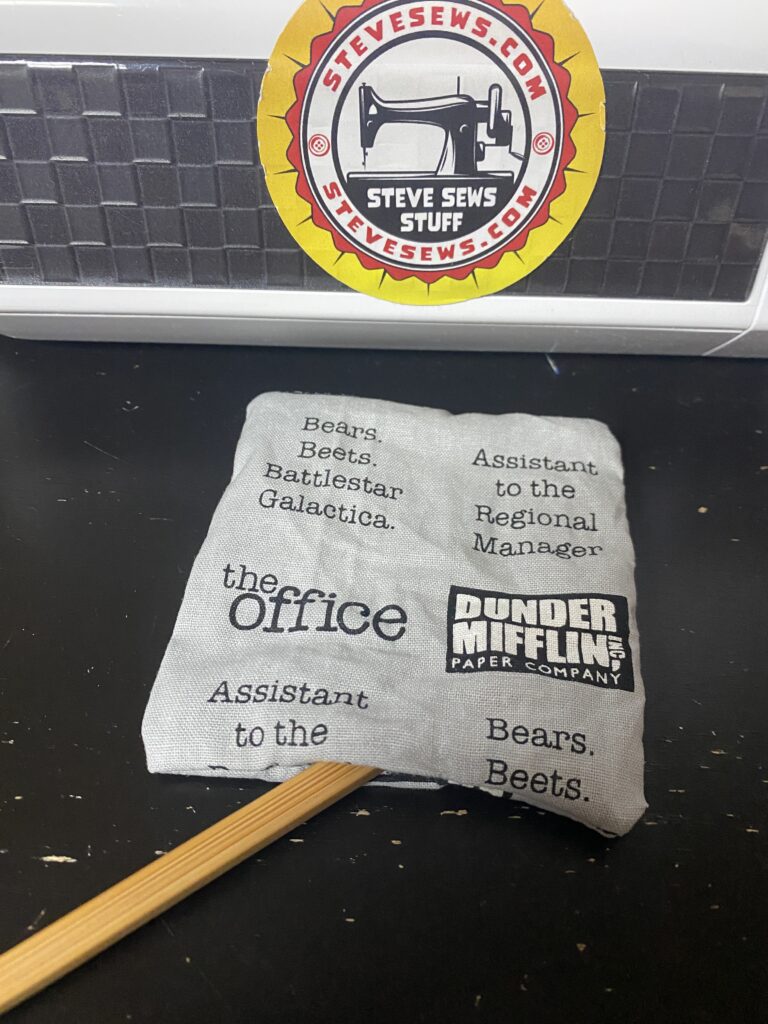 STEVESEWS.COM
STEVE SEWS
STUFF
STEVESEWS.COM
Bears.
Beets.
Battlestar
Galactica.
Assistant
to the
Regional
Manager
the
office
DUNDER
MIFFLIN INC,
PAPER COMPANY
Assistant
to the
Bears.
Beets.